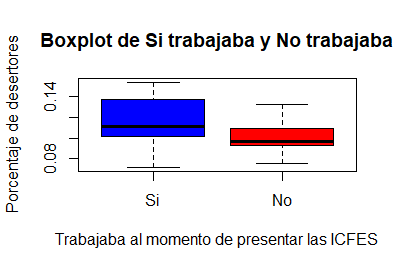 Boxplot de Si trabajaba y No trabajaba
Porcentaje de desertores
0.14
0.08
Si No
Trabajaba al momento de presentar las ICFES